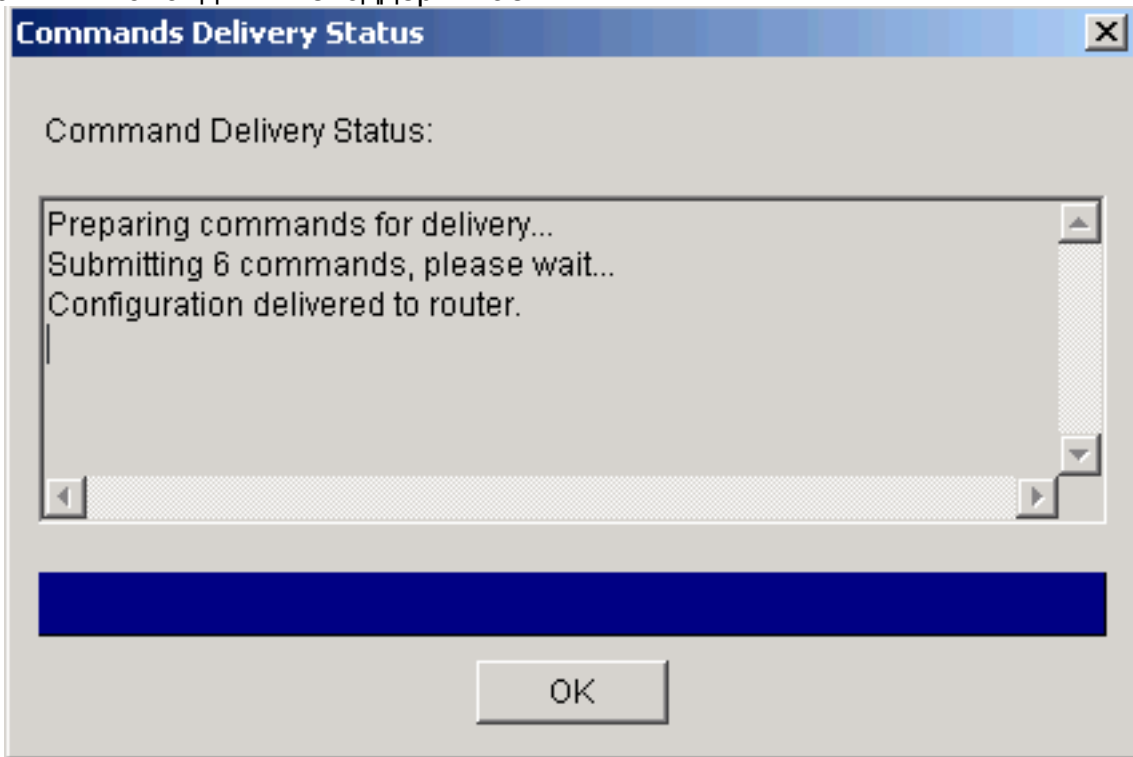 Commands Delivery Status
Command Delivery Status:
Preparing commands for delivery...
Submitting 6 commands, please wait...
Configuration delivered to router.
OK